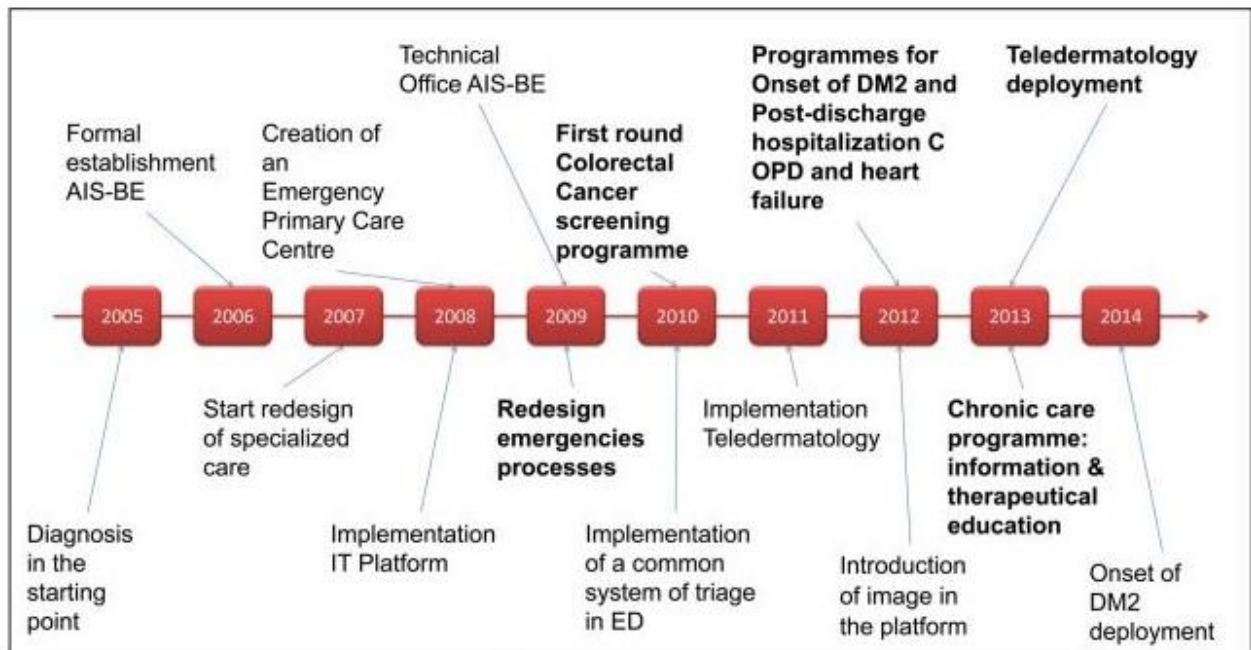 Formal
establishment
AIS-BE
Creation of
an
Emergency
Primary Care
Centre
Technical
Office AIS-BE
First round
Colorectal
Cancer
screening
programme
Programmes for
Onset of DM2 and
Post-discharge
hospitalization C
OPD and heart
failure
Teledermatology
deployment
2005
2006
2007
2008
2009
2010
2011
2012
2013
2014
Diagnosis
in the
starting
point
Start redesign
of specialized
care
Implementation
IT Platform
Redesign
emergencies
processes
Implementation
of a common
system of triage
in ED
Implementation
Teledermatology
Introduction
of image in
the platform
Chronic care
programme:
information &
therapeutical
education
Onset of
DM2
deployment